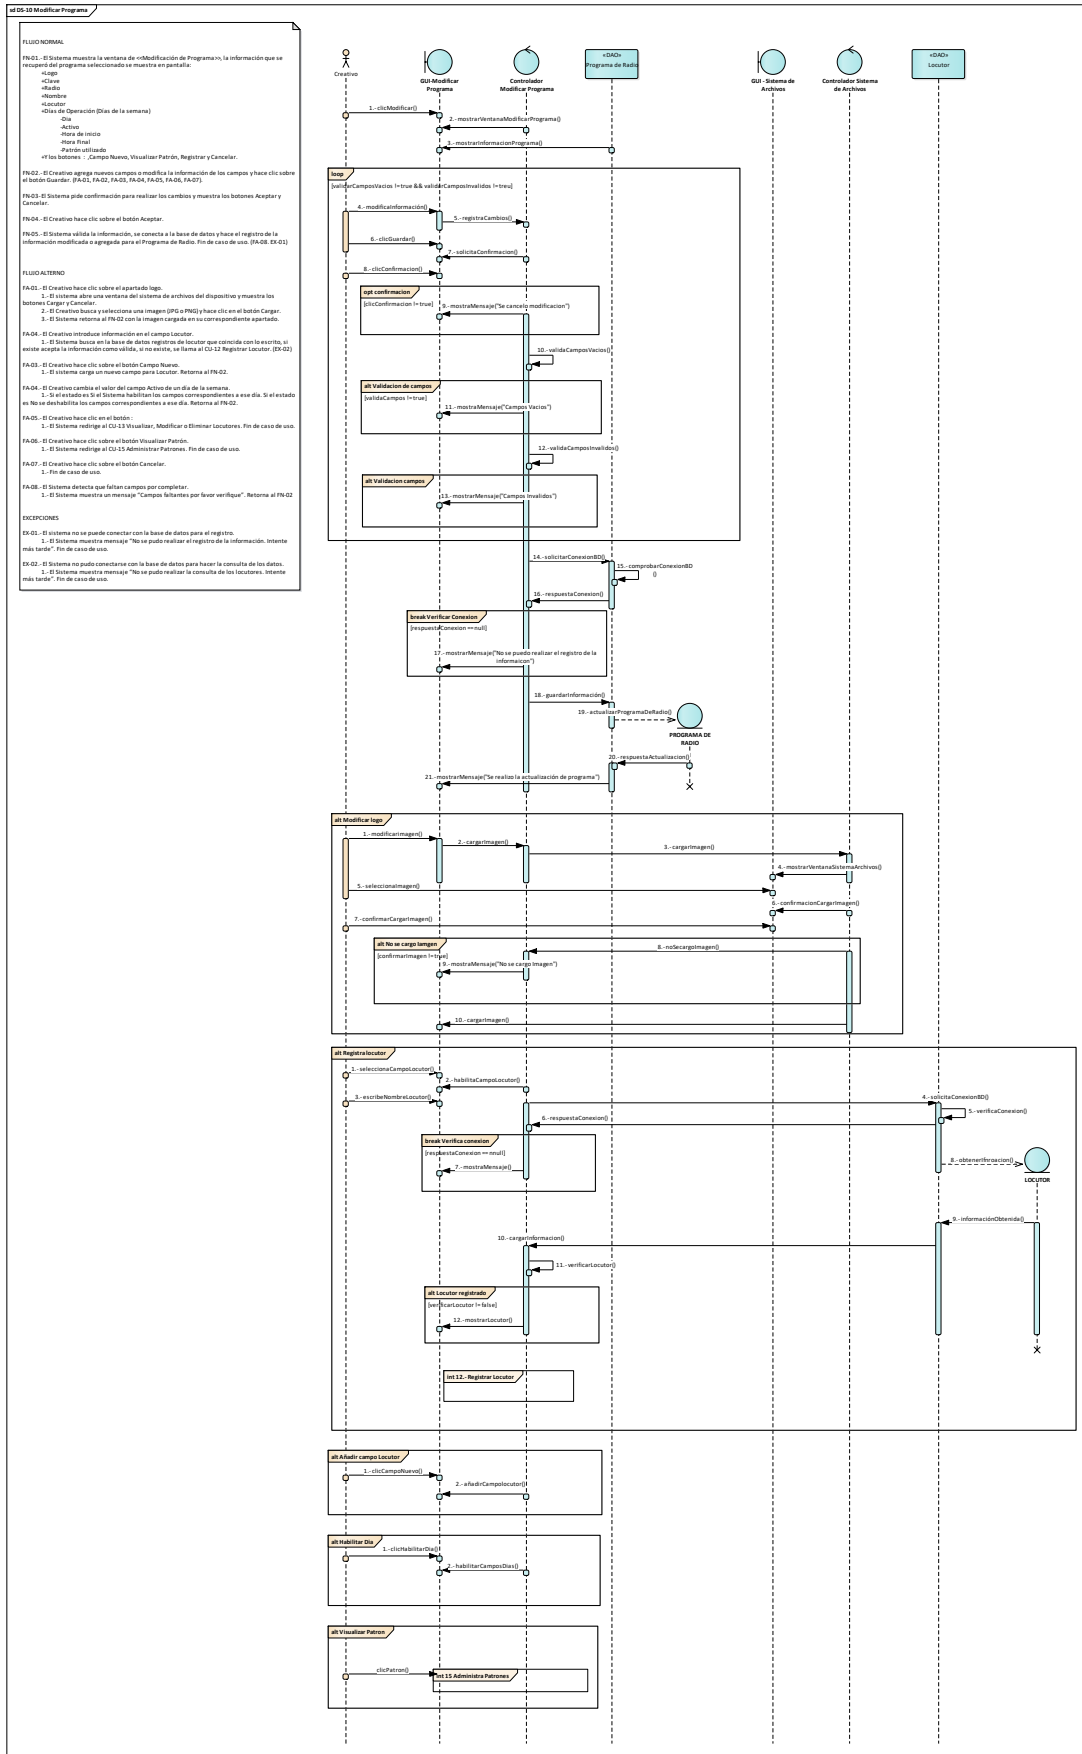 sd DS-10 Modificar Programa
FLUJO NORMAL
FN-01.- El Sistema muestra la ventana de <<Modificación de Programa>>, la información que se
recuperó del programa seleccionado se muestra en pantalla:
+Logo
+Clave
+Radio
+Nombre
+Locutor
+Días de Operación (Días de la semana)
-Dia
-Activo
-Hora de inicio
-Hora Final
-Patrón utilizado
+Y los botones : ,Campo Nuevo, Visualizar Patrón, Registrar y Cancelar.
FN-02.- El Creativo agrega nuevos campos o modifica la información de los campos y hace clic sobre
el botón Guardar. (FA-01, FA-02, FA-03, FA-04, FA-05, FA-06, FA-07).
FN-03- El Sistema pide confirmación para realizar los cambios y muestra los botones Aceptar y
Cancelar.
FN-04.- El Creativo hace clic sobre el botón Aceptar.
FN-05.- El Sistema válida la información, se conecta a la base de datos y hace el registro de la
información modificada o agregada para el Programa de Radio. Fin de caso de uso. (FA-08. EX-01)
FLUJO ALTERNO
FA-01.- El Creativo hace clic sobre el apartado logo.
1.- El sistema abre una ventana del sistema de archivos del dispositivo y muestra los
botones Cargar y Cancelar.
2.- El Creativo busca y selecciona una imagen (JPG o PNG) y hace clic en el botón Cargar.
3.- El Sistema retorna al FN-02 con la imagen cargada en su correspondiente apartado.
FA-04.- El Creativo introduce información en el campo Locutor.
1.- El Sistema busca en la base de datos registros de locutor que coincida con lo escrito, si
existe acepta la información como válida, si no existe, se llama al CU-12 Registrar Locutor. (EX-02)
FA-03.- El Creativo hace clic sobre el botón Campo Nuevo.
1.- El sistema carga un nuevo campo para Locutor. Retorna al FN-02.
FA-04.- El Creativo cambia el valor del campo Activo de un día de la semana.
1.- Si el estado es Si el Sistema habilitan los campos correspondientes a ese día. Si el estado
es No se deshabilita los campos correspondientes a ese día. Retorna al FN-02.
FA-05.- El Creativo hace clic en el botón :
1.- El Sistema redirige al CU-13 Visualizar, Modificar o Eliminar Locutores. Fin de caso de uso.
FA-06.- El Creativo hace clic sobre el botón Visualizar Patrón.
1.- El Sistema redirige al CU-15 Administrar Patrones. Fin de caso de uso.
FA-07.- El Creativo hace clic sobre el botón Cancelar.
1.- Fin de caso de uso.
FA-08.- El Sistema detecta que faltan campos por completar.
1.- El Sistema muestra un mensaje "Campos faltantes por favor verifique". Retorne al FN-02
EXCEPCIONES
EX-01.- El sistema no se puede conectar con la base de datos para el registro.
1.- El Sistema muestra mensaje "No se pudo realizar el registro de la información. Intente
más tarde". Fin de caso de uso.
EX-02.- El Sistema no pudo conectarse con la base de datos para hacer la consulta de los datos.
1.- El Sistema muestra mensaje "No se pudo realizar la consulta de los locutores. Intente
más tarde". Fin de caso de uso.
Creativo
GUI-Modificar
Programa
Controlador
Modificar Programa
«DAO»
Programa de Radio
GUI - Sistema de
Archivos
Controlador Sistema
de Archivos
«DAO»
Locutor
1.- clicModificar()
2.- mostrarVentanaModificarPrograma()
3.- mostrarInformacionPrograma()
loop
[validarCamposVacios != true && validarCamposInvalidos != treu]
4.- modificaInformación()
5.- registraCambios()
6.- clicGuardar()
7.- solicitaConfirmacion()
8.- clicConfirmacion()
opt confirmacion
[clicConfirmacion != true]
9.- mostraMensaje("Se cancelo modificacion")
10.- validaCamposVacios()
alt Validacion de campos
[validaCampos != true]
11.- mostraMensaje("Campos Vacios")
12.- validaCamposInvalidos()
alt Validacion campos
13.- mostrarMensaje("Campos Invalidos")
14.- solicitarConexionBD()
15.- comprobarConexionBD
()
16.- respuestaConexion()
break Verificar Conexion
[respuestaConexion == null]
17.- mostrarMensaje("No se puedo realizar el registro de la
informaicon")
18.- guardarInformación()
19.- actualizarProgramaDeRadio()
PROGRAMA DE
RADIO
20.- respuestaActualizacion()
21.- mostrarMensaje("Se realizo la actualización de programa")
alt Modificar logo
1.- modificarimagen()
2.- cargarImagen()
3.- cargarImagen()
4.- mostrarVentanaSistemaArchivos()
5.- seleccionaImagen()
6.- confirmacionCargarImagen()
7.- confirmarCargarImagen()
alt No se cargo Iamgen
[confirmarImagen != true]
8.- noSecargoImagen()
9.- mostraMensaje("No se cargo Imagen")
10.- cargarImagen()
alt Registra locutor
1.- seleccionaCampoLocutor()
2.- habilitaCampoLocutor()
3.- escribeNombreLocutor()
4.- solicitaConexionBD()
5.- verificaConexion()
6.- respuestaConexion()
break Verifica conexion
[respuestaConexion == nnull]
7.- mostraMensaje()
8.- obtenerIfnroacion()
LOCUTOR
9.- informaciónObtenida()
10.- cargarInformacion()
11.- verificarLocutor()
alt Locutor registrado
[verificarLocutor != false]
12.- mostrarLocutor()
int 12.- Registrar Locutor
alt Añadir campo Locutor
1.- clicCampoNuevo()
2.- añadirCampolocutor()
alt Habilitar Dia
1.- clicHabilitarDia()
2.- habilitarCamposDias()
alt Visualizar Patron
clicPatron()
int 15 Administra Patrones